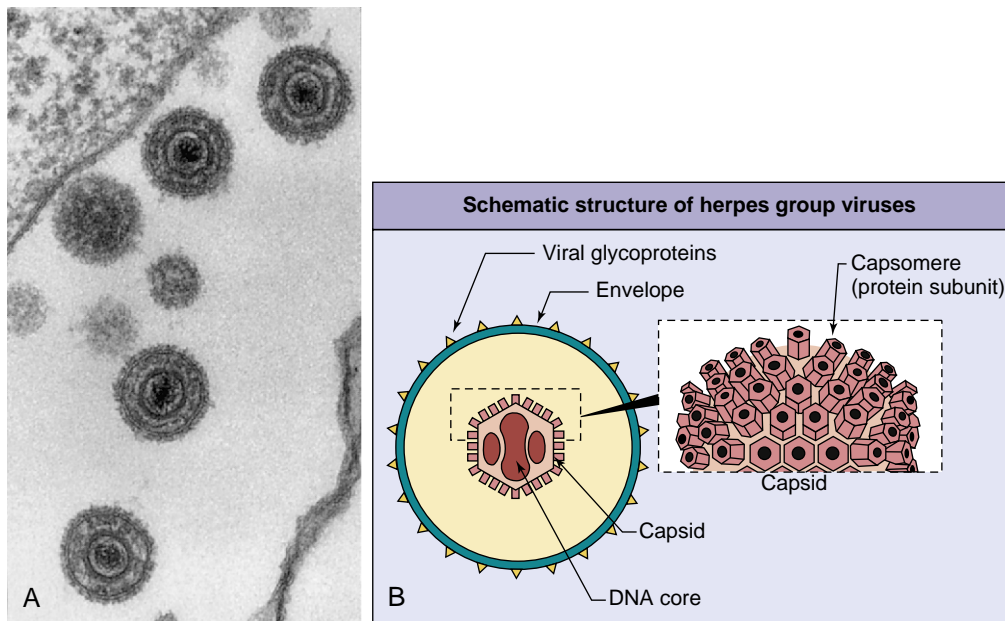 A
Schematic structure of herpes group viruses
Viral glycoproteins
Envelope
Capsomere
(protein subunit)
Capsid
Capsid
DNA core
B